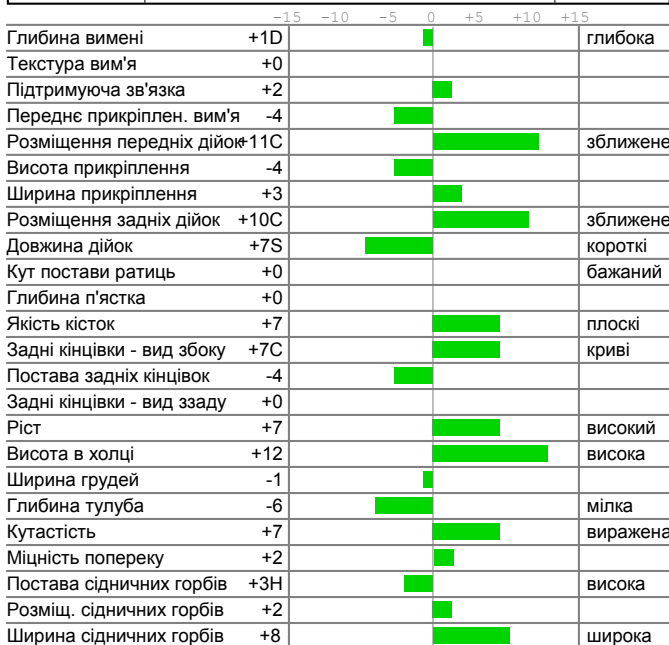 -15 -10 -5 0 +5 +10 +15
Глибина вимені +1D глибока
Текстура вим'я +0
Підтримуюча зв'язка +2
Переднє прикріплен. вим'я -4
Розміщення передніх дійок+11C зближене
Висота прикріплення -4
Ширина прикріплення +3
Розміщення задніх дійок +10C зближене
Довжина дійок +7S короткі
Кут постави ратиць +0 бажаний
Глибина п'ястка +0
Якість кісток +7 плоскі
Задні кінцівки - вид збоку +7C криві
Постава задніх кінцівок -4
Задні кінцівки - вид ззаду +0
Ріст +7 високий
Висота в холці +12 висока
Ширина грудей -1
Глибина тулуба -6 мілка
Кутастість +7 виражена
Міцність попереку +2
Постава сідничних горбів +3H висока
Розміщ. сідничних горбів +2
Ширина сідничних горбів +8 широка